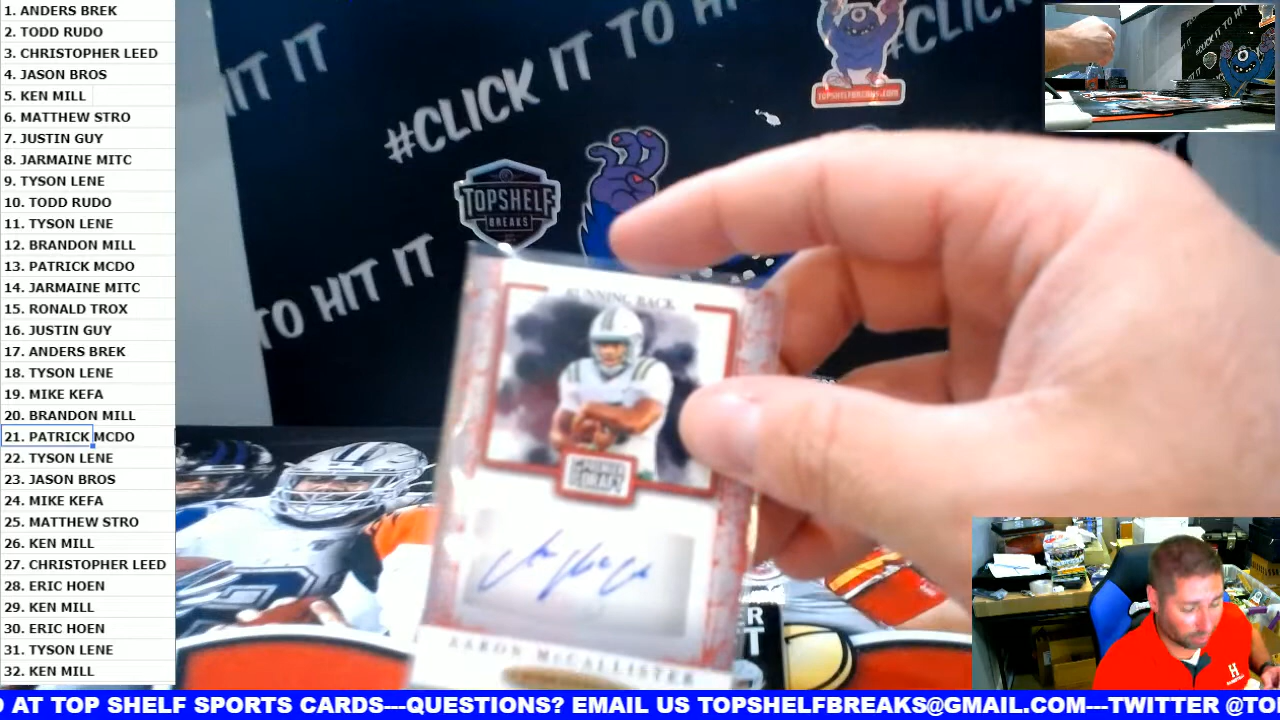 1. ANDERS BREK
2. TODD RUDO
3. CHRISTOPHER LEED
4. JASON BROS
5. KEN MILL
6. MATTHEW STRO
7. JUSTIN GUY
8. JARMAINE MITC
9. TYSON LENE
10. TODD RUDO
11. TYSON LENE
12. BRANDON MILL
13. PATRICK MCDO
14. JARMAINE MITC
15. RONALD TROX
16. JUSTIN GUY
17. ANDERS BREK
18. TYSON LENE
19. MIKE KEFA
20. BRANDON MILL
21. PATRICK MCDO
22. TYSON LENE
23. JASON BROS
24. MIKE KEFA
25. MATTHEW STRO
26. KEN MILL
27. CHRISTOPHER LEED
28. ERIC HOEN
29. KEN MILL
30. ERIC HOEN
31. TYSON LENE
32. KEN MILL
HIT IT
#CLICK IT TO HIT
#CLICK
TOPSHELFBREAKS.COM
TOPSHELF
BREAKS
TO HIT IT
RUNNING BACK
AARON McCALLISTER
H
O AT TOP SHELF SPORTS CARDS---QUESTIONS? EMAIL US TOPSHELFBREAKS@GMAIL.COM---TWITTER @TO